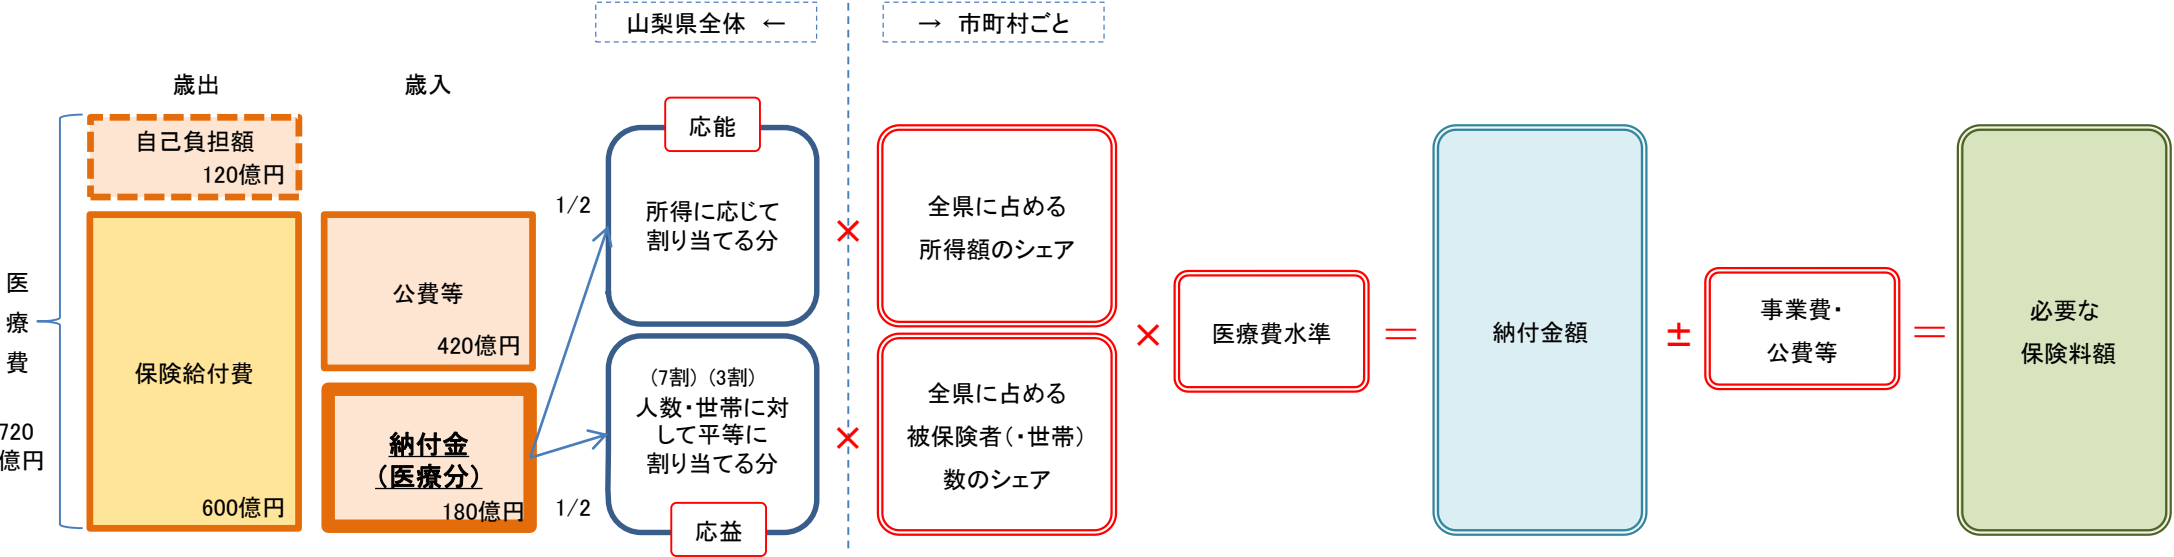 山梨県全体 ←
→ 市町村ごと
歳出
歳入
医
療
費
720
億円
自己負担額
120億円
保険給付費
600億円
公費等
420億円
納付金
（医療分）
180億円
1/2
1/2
応能
所得に応じて
割り当てる分
（7割）（3割）
人数・世帯に対
して平等に
割り当てる分
応益
×
×
全県に占める
所得額のシェア
全県に占める
被保険者（・世帯）
数のシェア
×
医療費水準
＝
納付金額
±
事業費・
公費等
＝
必要な
保険料額